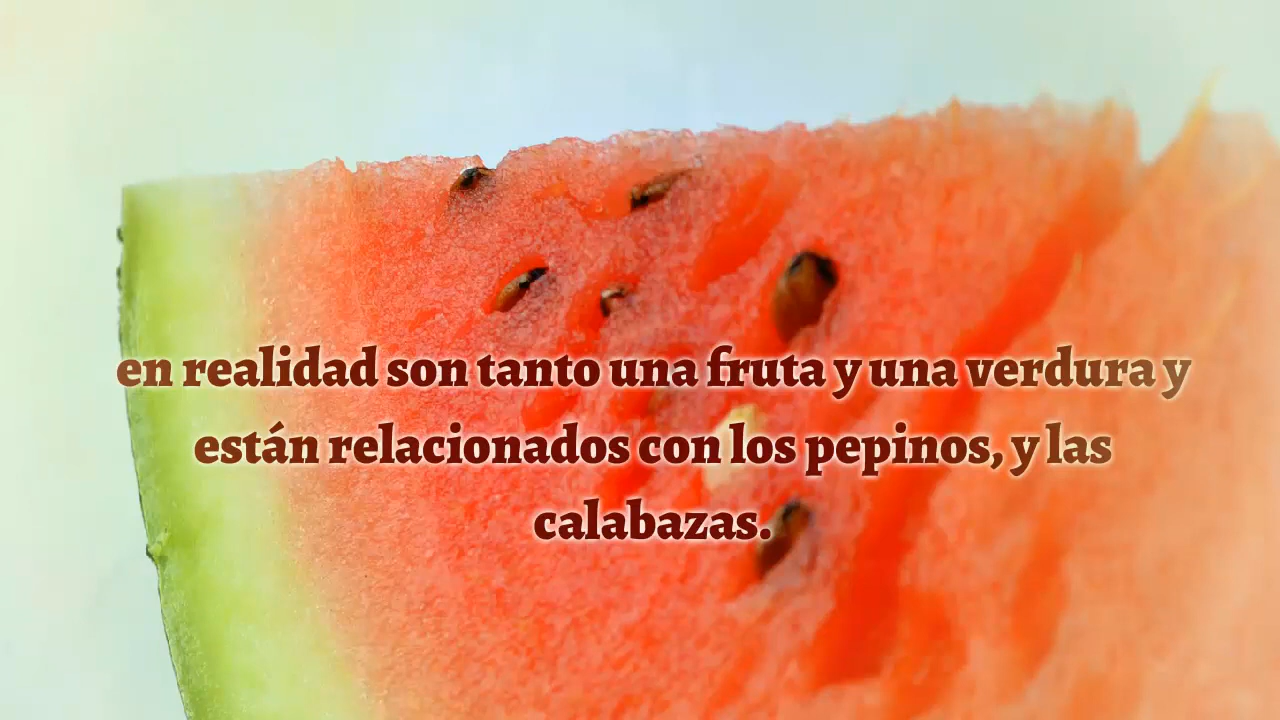 en realidad son tanto una fruta y una verdura y
están relacionados con los pepinos, y las
calabazas.